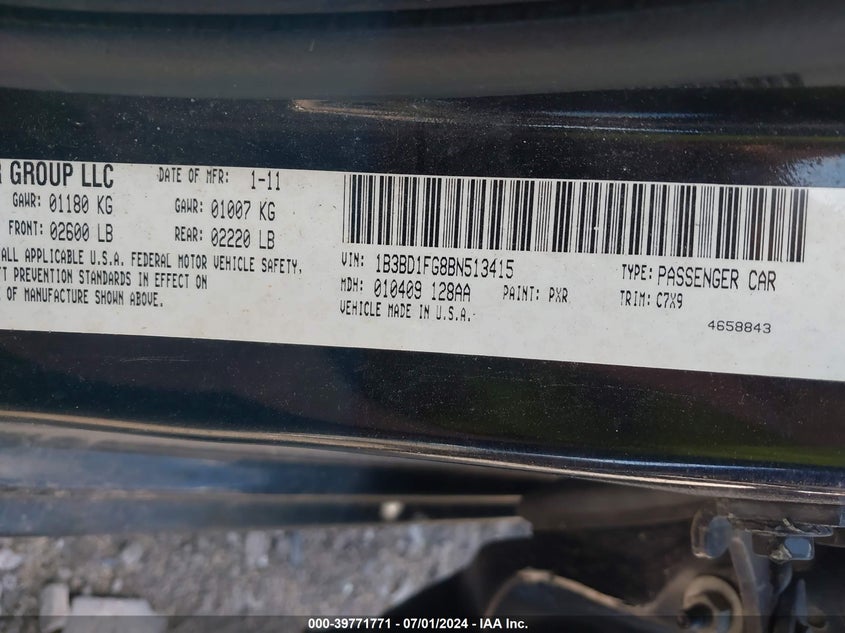 GROUP LLC
DATE OF MFR: 1-11
GAWR: 01180 KG
GAWR: 01007 KG
FRONT: 02600 LB
REAR: 02220 LB
ALL APPLICABLE U.S.A. FEDERAL MOTOR VEHICLE SAFETY,
PREVENTION STANDARDS IN EFFECT ON
OF MANUFACTURE SHOWN ABOVE.
VIN: 1B3BD1FG8BN513415
TYPE: PASSENGER CAR
MDH: 010409 128AA
PAINT: PXR
TRIM: C7X9
VEHICLE MADE IN U.S.A.
4658843
000-39771771 / 07/01/2024 - IAA Inc.